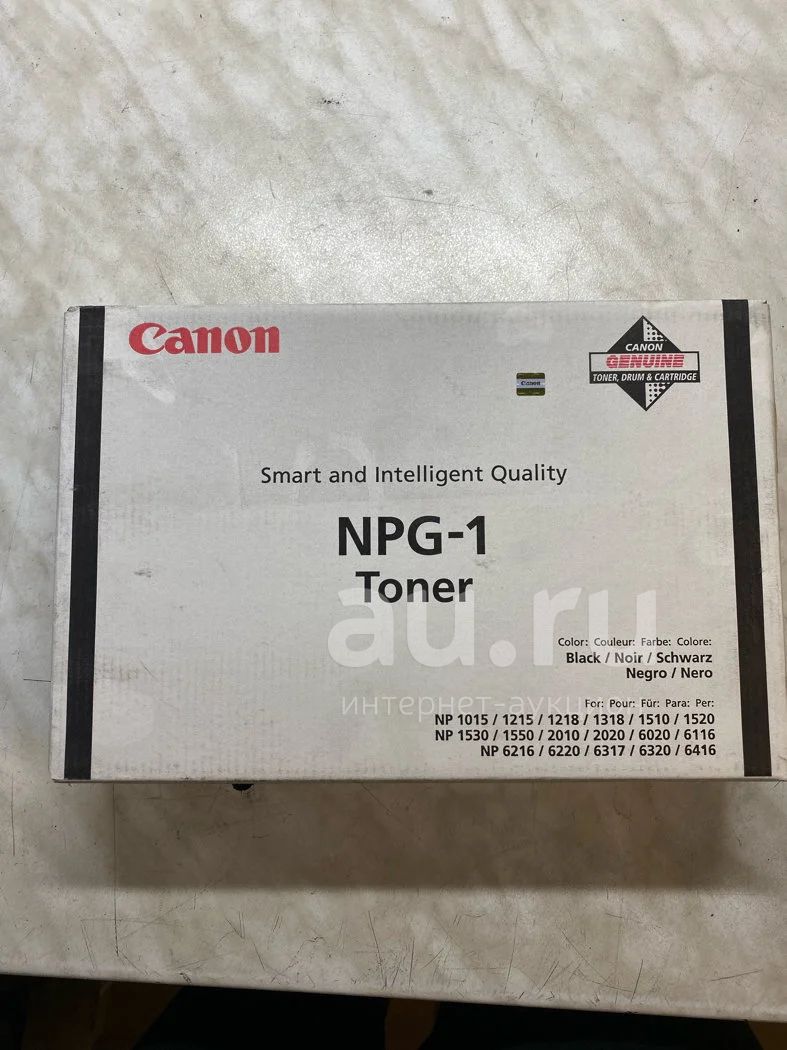 Canon
CANON
GENUINE
TONER, DRUM & CARTRIDGE
Canon
Smart and Intelligent Quality
NPG-1
Toner
au.ru
интернет-аукцион
Color: Couleur: Farbe: Colore:
Black / Noir / Schwarz
Negro / Nero
For: Pour: Für: Para: Per:
NP 1015 / 1215 / 1218 / 1318 / 1510 / 1520
NP 1530 / 1550 / 2010 / 2020 / 6020 / 6116
NP 6216 / 6220 / 6317 / 6320 / 6416